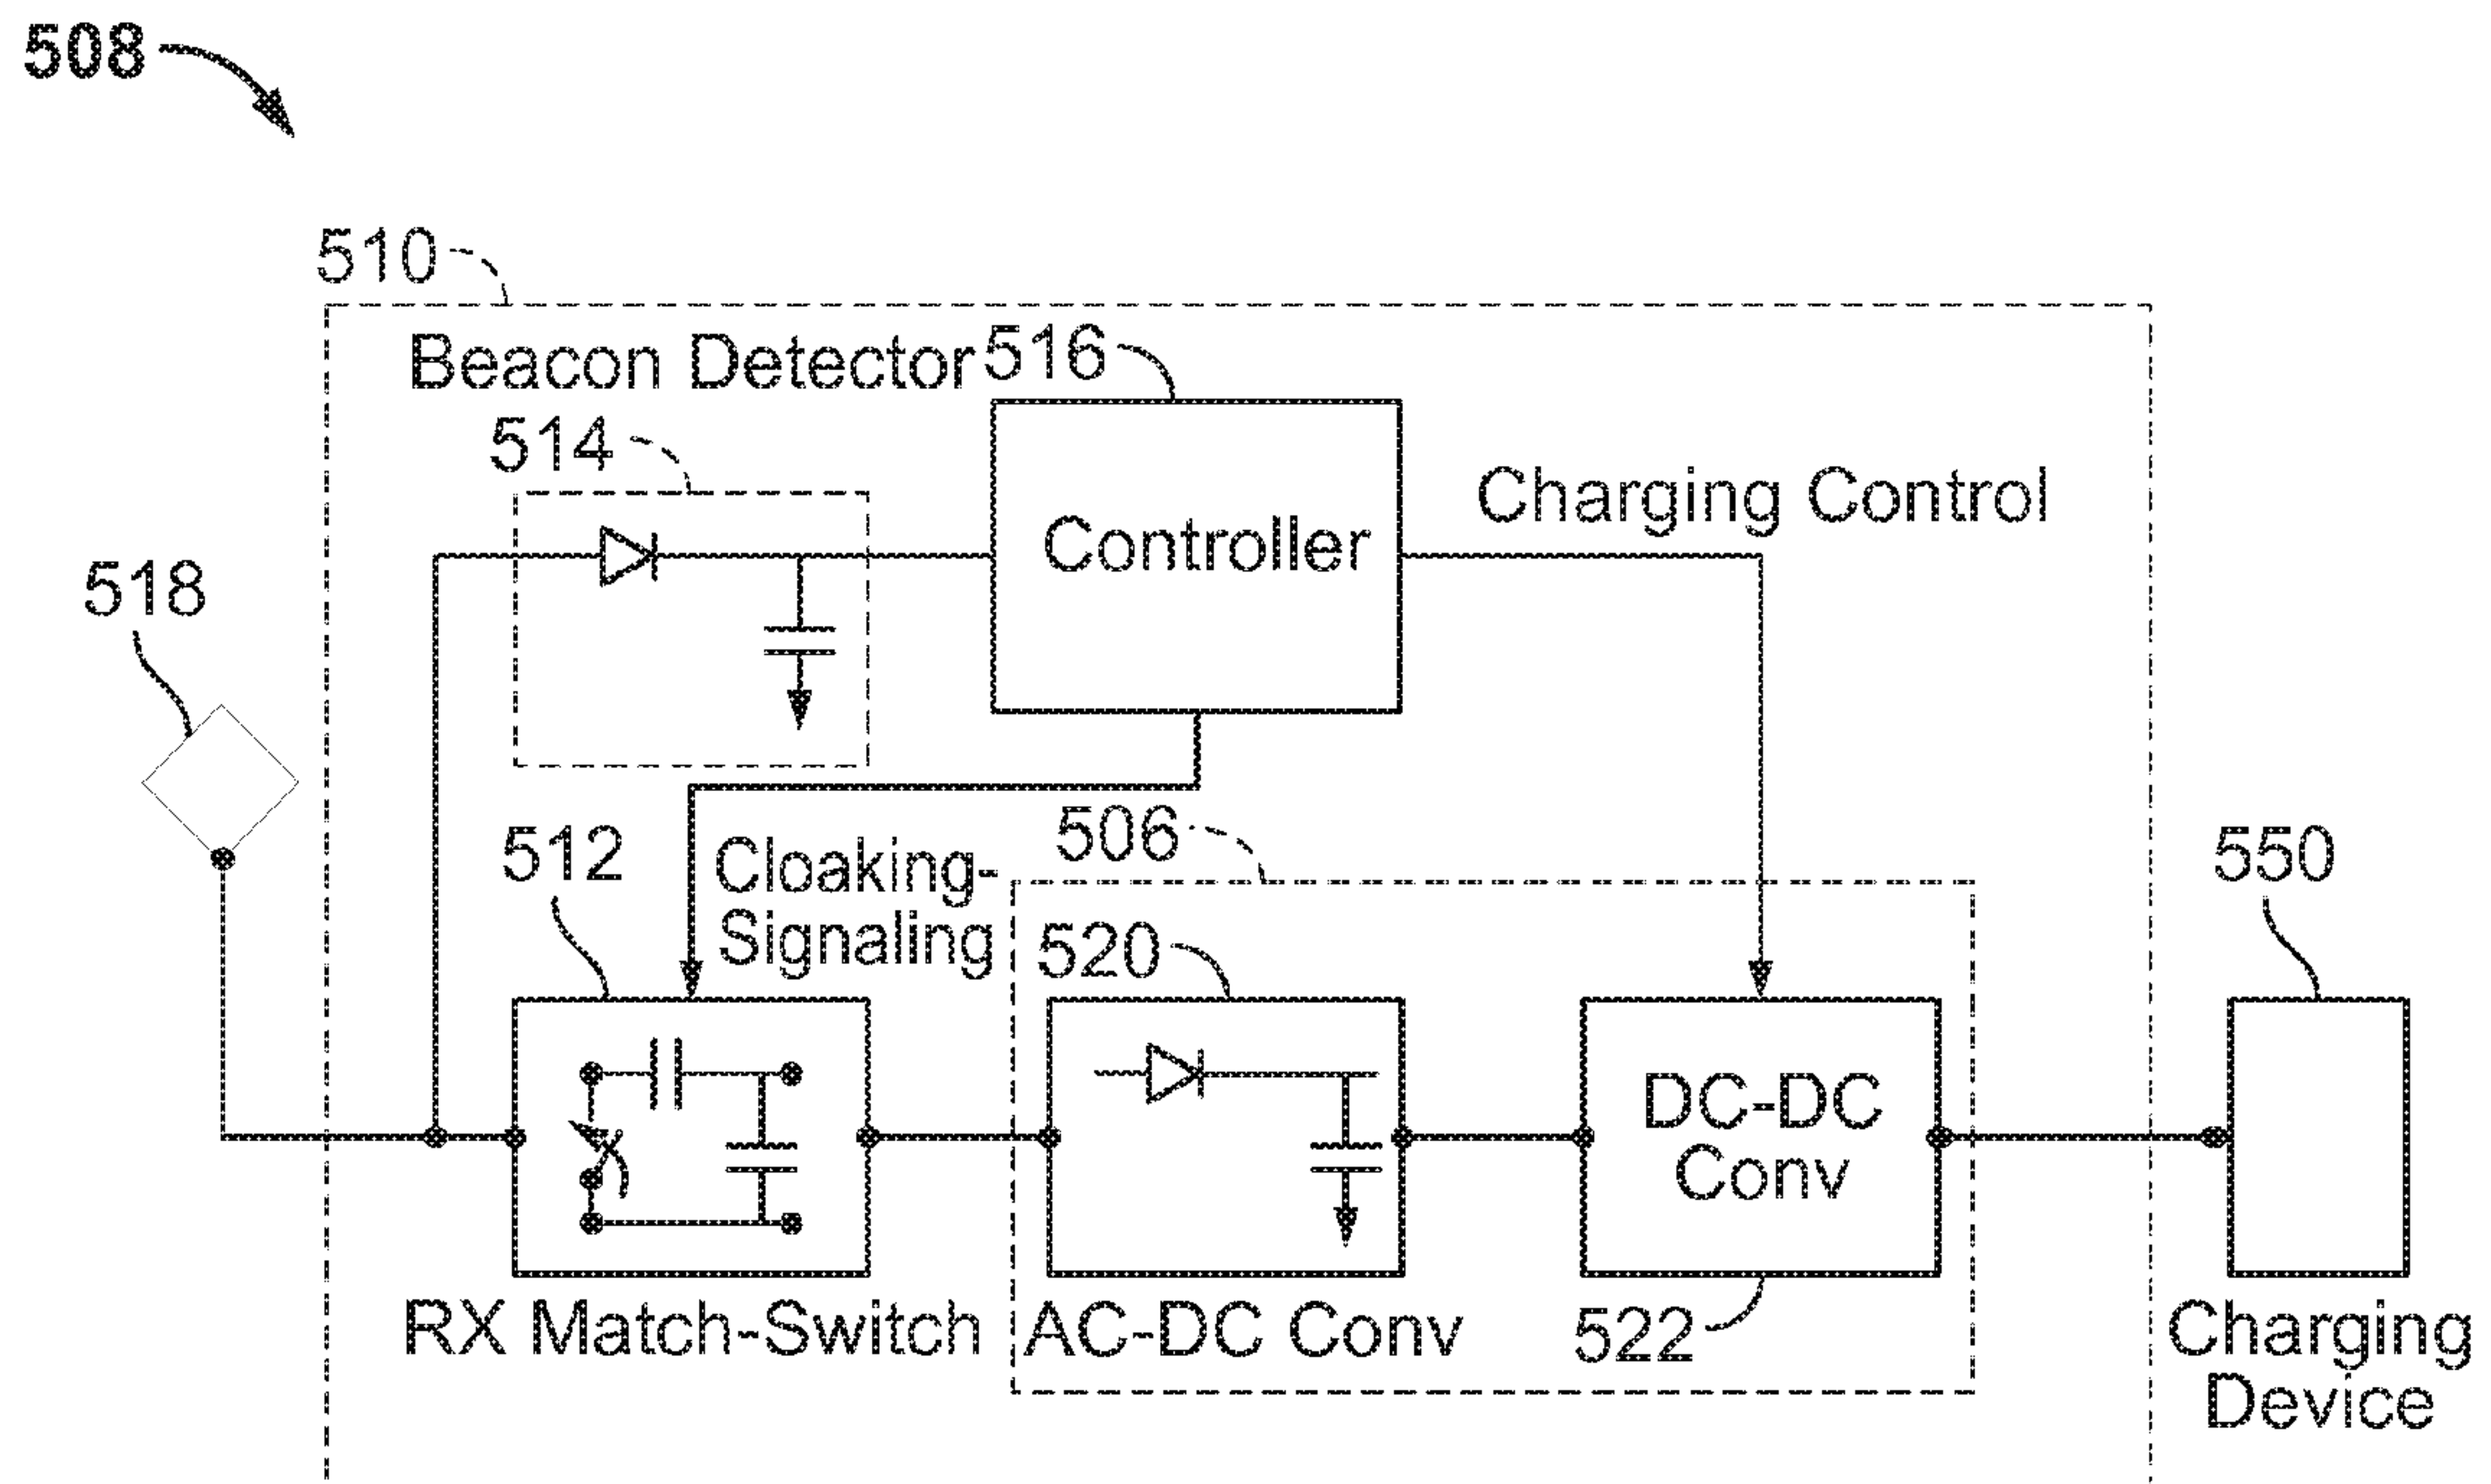 508
510
Beacon Detector
516
514
Controller
Charging Control
518
512
Cloaking-
Signaling
506
520
550
DC-DC
Conv
RX Match-Switch
AC-DC Conv
522
Charging
Device